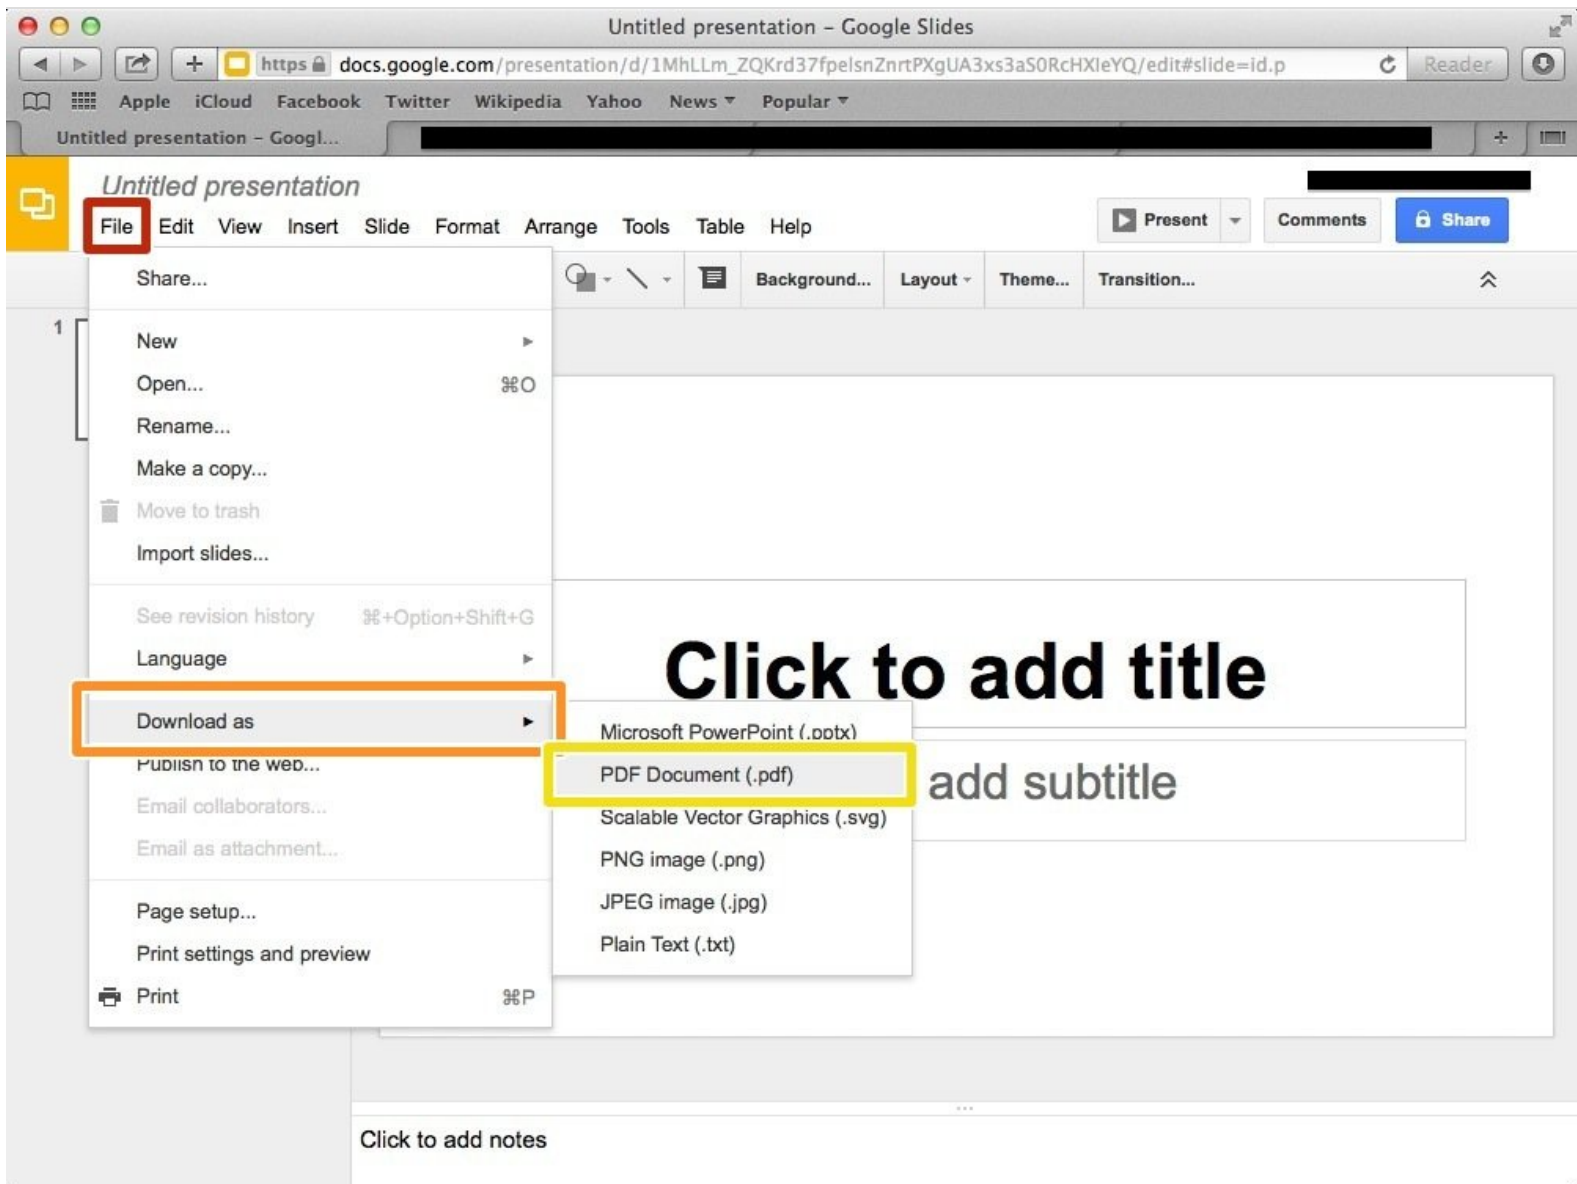 Untitled presentation – Google Slides
https docs.google.com/presentation/d/1MhLLm_ZQKrd37fpelsnZnrtPXgUA3xs3aS0RcHXleYQ/edit#slide=id.p Reader
Apple iCloud Facebook Twitter Wikipedia Yahoo News Popular
Untitled presentation – Googl...
Untitled presentation
File Edit View Insert Slide Format Arrange Tools Table Help
Present Comments Share
Background... Layout Theme... Transition...
1
Share...
New
Open... ⌘O
Rename...
Make a copy...
Move to trash
Import slides...
See revision history ⌘+Option+Shift+G
Language
Download as
Publish to the web...
Email collaborators...
Email as attachment...
Page setup...
Print settings and preview
Print ⌘P
Microsoft PowerPoint (.pptx)
PDF Document (.pdf)
Scalable Vector Graphics (.svg)
PNG image (.png)
JPEG image (.jpg)
Plain Text (.txt)
Click to add title
add subtitle
Click to add notes